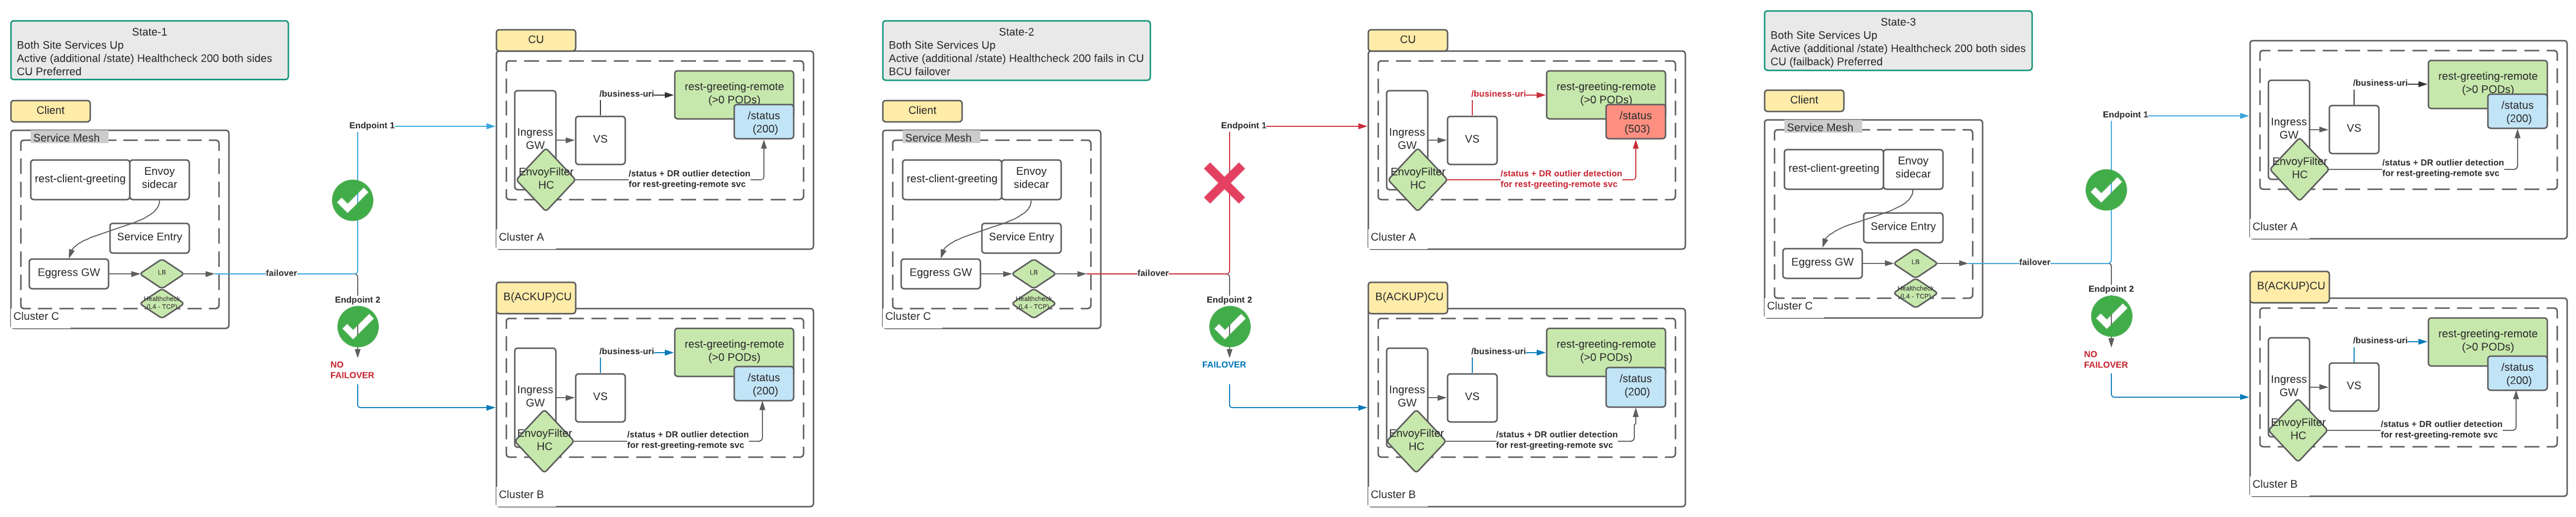 State-1
Both Site Services Up
Active (additional /state) Healthcheck 200 both sides
CU Preferred
Client
Service Mesh
rest-client-greeting
Envoy
sidecar
Service Entry
Eggress GW
LB
Healthcheck
(L4 - TCP)
Cluster C
failover
Endpoint 1
Endpoint 2
NO
FAILOVER
CU
Ingress
GW
EnvoyFilter
HC
VS
/business-uri
rest-greeting-remote
(>0 PODs)
/status
(200)
/status + DR outlier detection
for rest-greeting-remote svc
Cluster A
B(ACKUP)CU
Ingress
GW
EnvoyFilter
HC
VS
/business-uri
rest-greeting-remote
(>0 PODs)
/status
(200)
/status + DR outlier detection
for rest-greeting-remote svc
Cluster B
State-2
Both Site Services Up
Active (additional /state) Healthcheck 200 fails in CU
BCU failover
Client
Service Mesh
rest-client-greeting
Envoy
sidecar
Service Entry
Eggress GW
LB
Healthcheck
(L4 - TCP)
Cluster C
failover
Endpoint 1
Endpoint 2
FAILOVER
CU
Ingress
GW
EnvoyFilter
HC
VS
/business-uri
rest-greeting-remote
(>0 PODs)
/status
(503)
/status + DR outlier detection
for rest-greeting-remote svc
Cluster A
B(ACKUP)CU
Ingress
GW
EnvoyFilter
HC
VS
/business-uri
rest-greeting-remote
(>0 PODs)
/status
(200)
/status + DR outlier detection
for rest-greeting-remote svc
Cluster B
State-3
Both Site Services Up
Active (additional /state) Healthcheck 200 both sides
CU (failback) Preferred
Client
Service Mesh
rest-client-greeting
Envoy
sidecar
Service Entry
Eggress GW
LB
Healthcheck
(L4 - TCP)
Cluster C
failover
Endpoint 1
Endpoint 2
NO
FAILOVER
Ingress
GW
EnvoyFilter
HC
VS
/business-uri
rest-greeting-remote
(>0 PODs)
/status
(200)
/status + DR outlier detection
for rest-greeting-remote svc
Cluster A
B(ACKUP)CU
Ingress
GW
EnvoyFilter
HC
VS
/business-uri
rest-greeting-remote
(>0 PODs)
/status
(200)
/status + DR outlier detection
for rest-greeting-remote svc
Cluster B